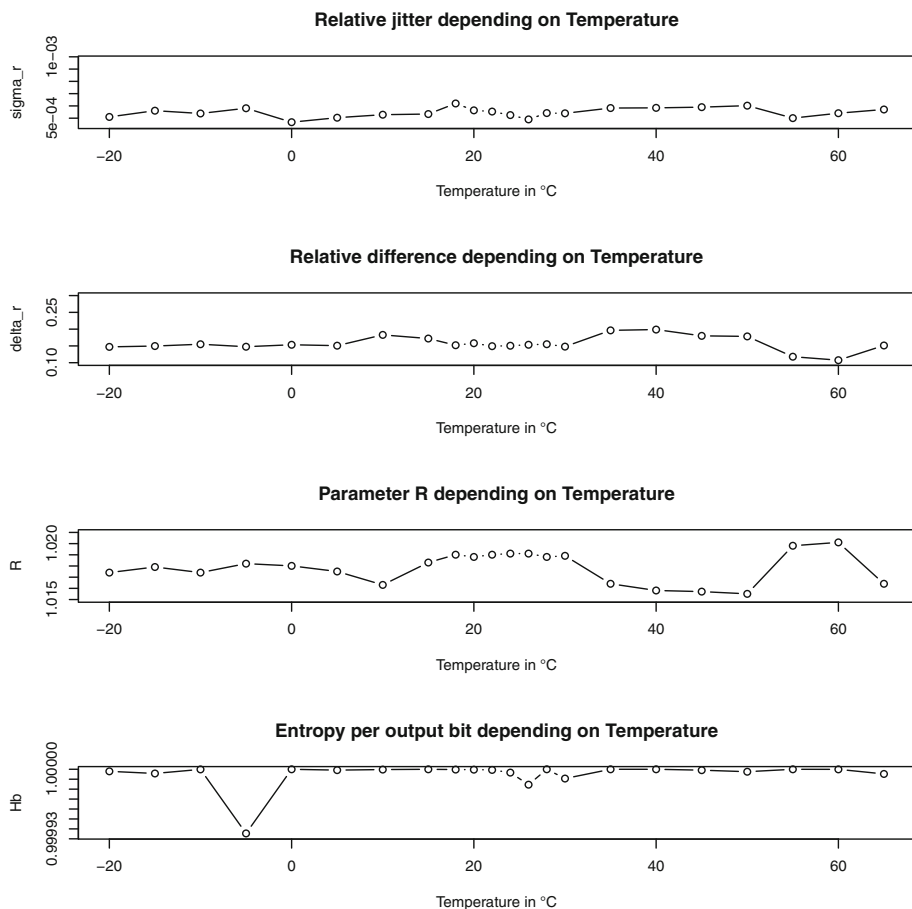 Relative jitter depending on Temperature
sigma_r
5e−04 1e−03
−20 0 20 40 60
Temperature in °C
Relative difference depending on Temperature
delta_r
0.10 0.25
−20 0 20 40 60
Temperature in °C
Parameter R depending on Temperature
R
1.015 1.020
−20 0 20 40 60
Temperature in °C
Entropy per output bit depending on Temperature
Hb
0.99993 1.00000
−20 0 20 40 60
Temperature in °C